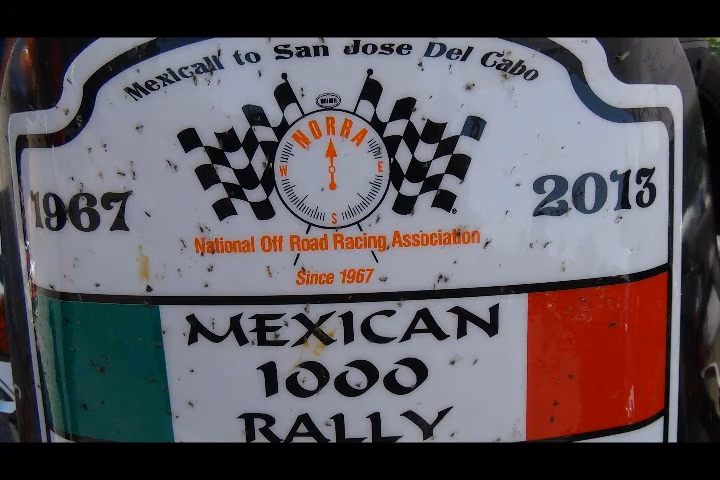 Mexicali to San Jose Del Cabo
NORRA
W E
S
1967 2013
National Off Road Racing Association
Since 1967
MEXICAN
1000
RALLY